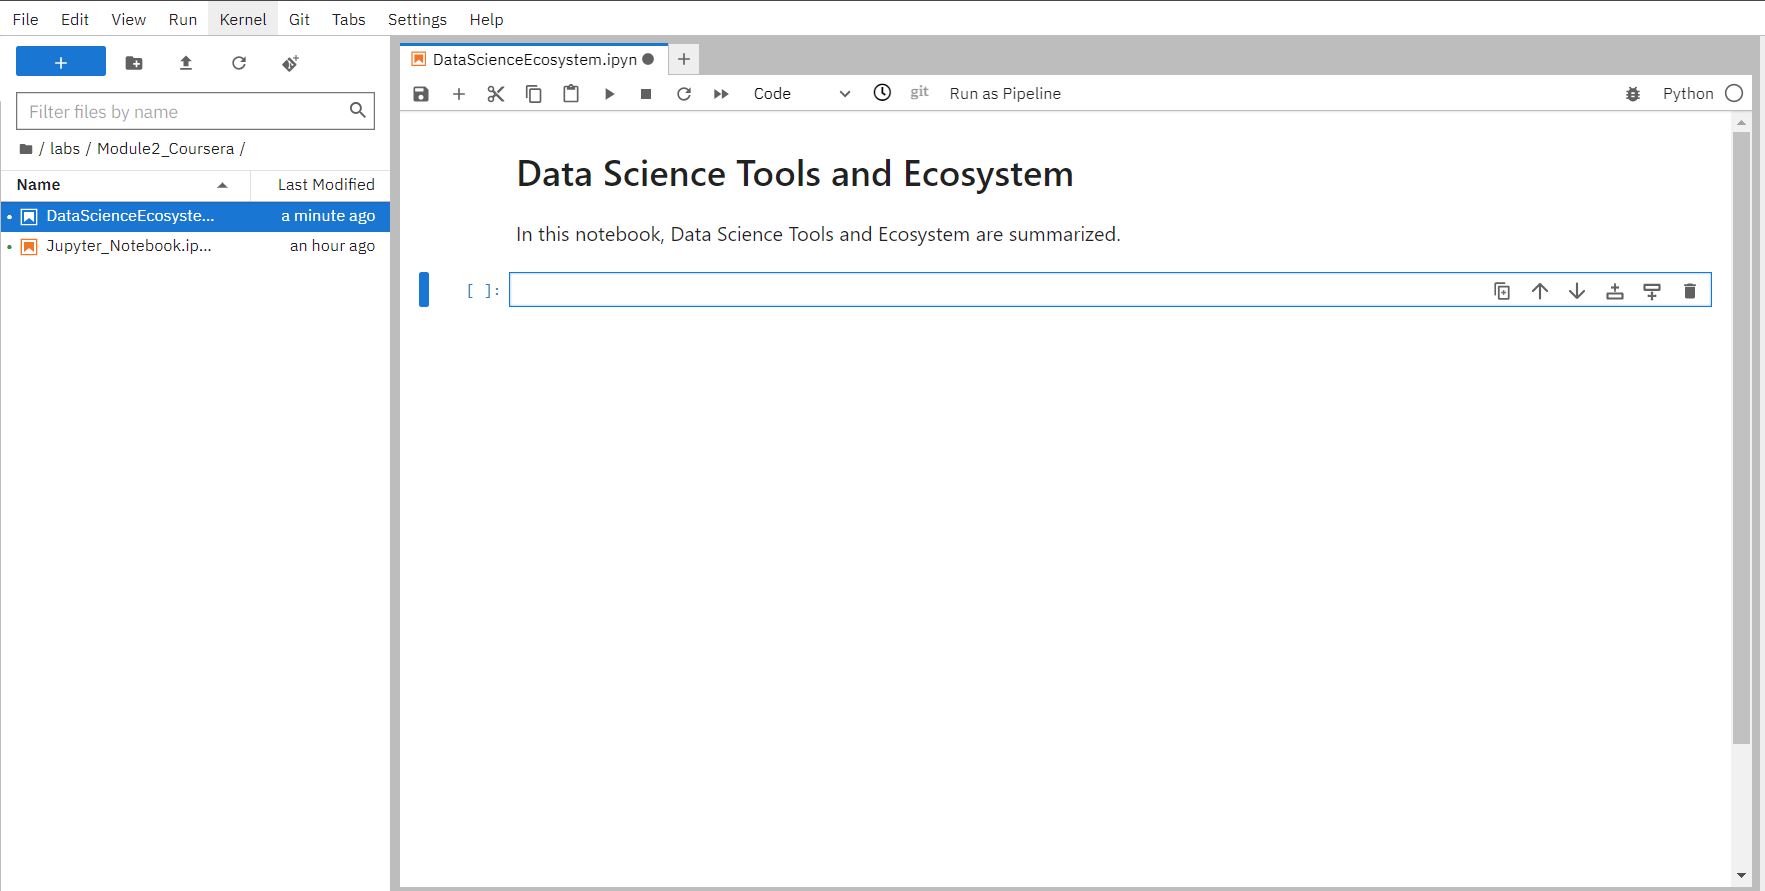 File Edit View Run Kernel Git Tabs Settings Help
DataScienceEcosystem.ipyn
Code git Run as Pipeline Python
Filter files by name
/ labs / Module2_Coursera /
Name Last Modified
DataScienceEcosyste... a minute ago
Jupyter_Notebook.ip... an hour ago
Data Science Tools and Ecosystem
In this notebook, Data Science Tools and Ecosystem are summarized.
[ ]: